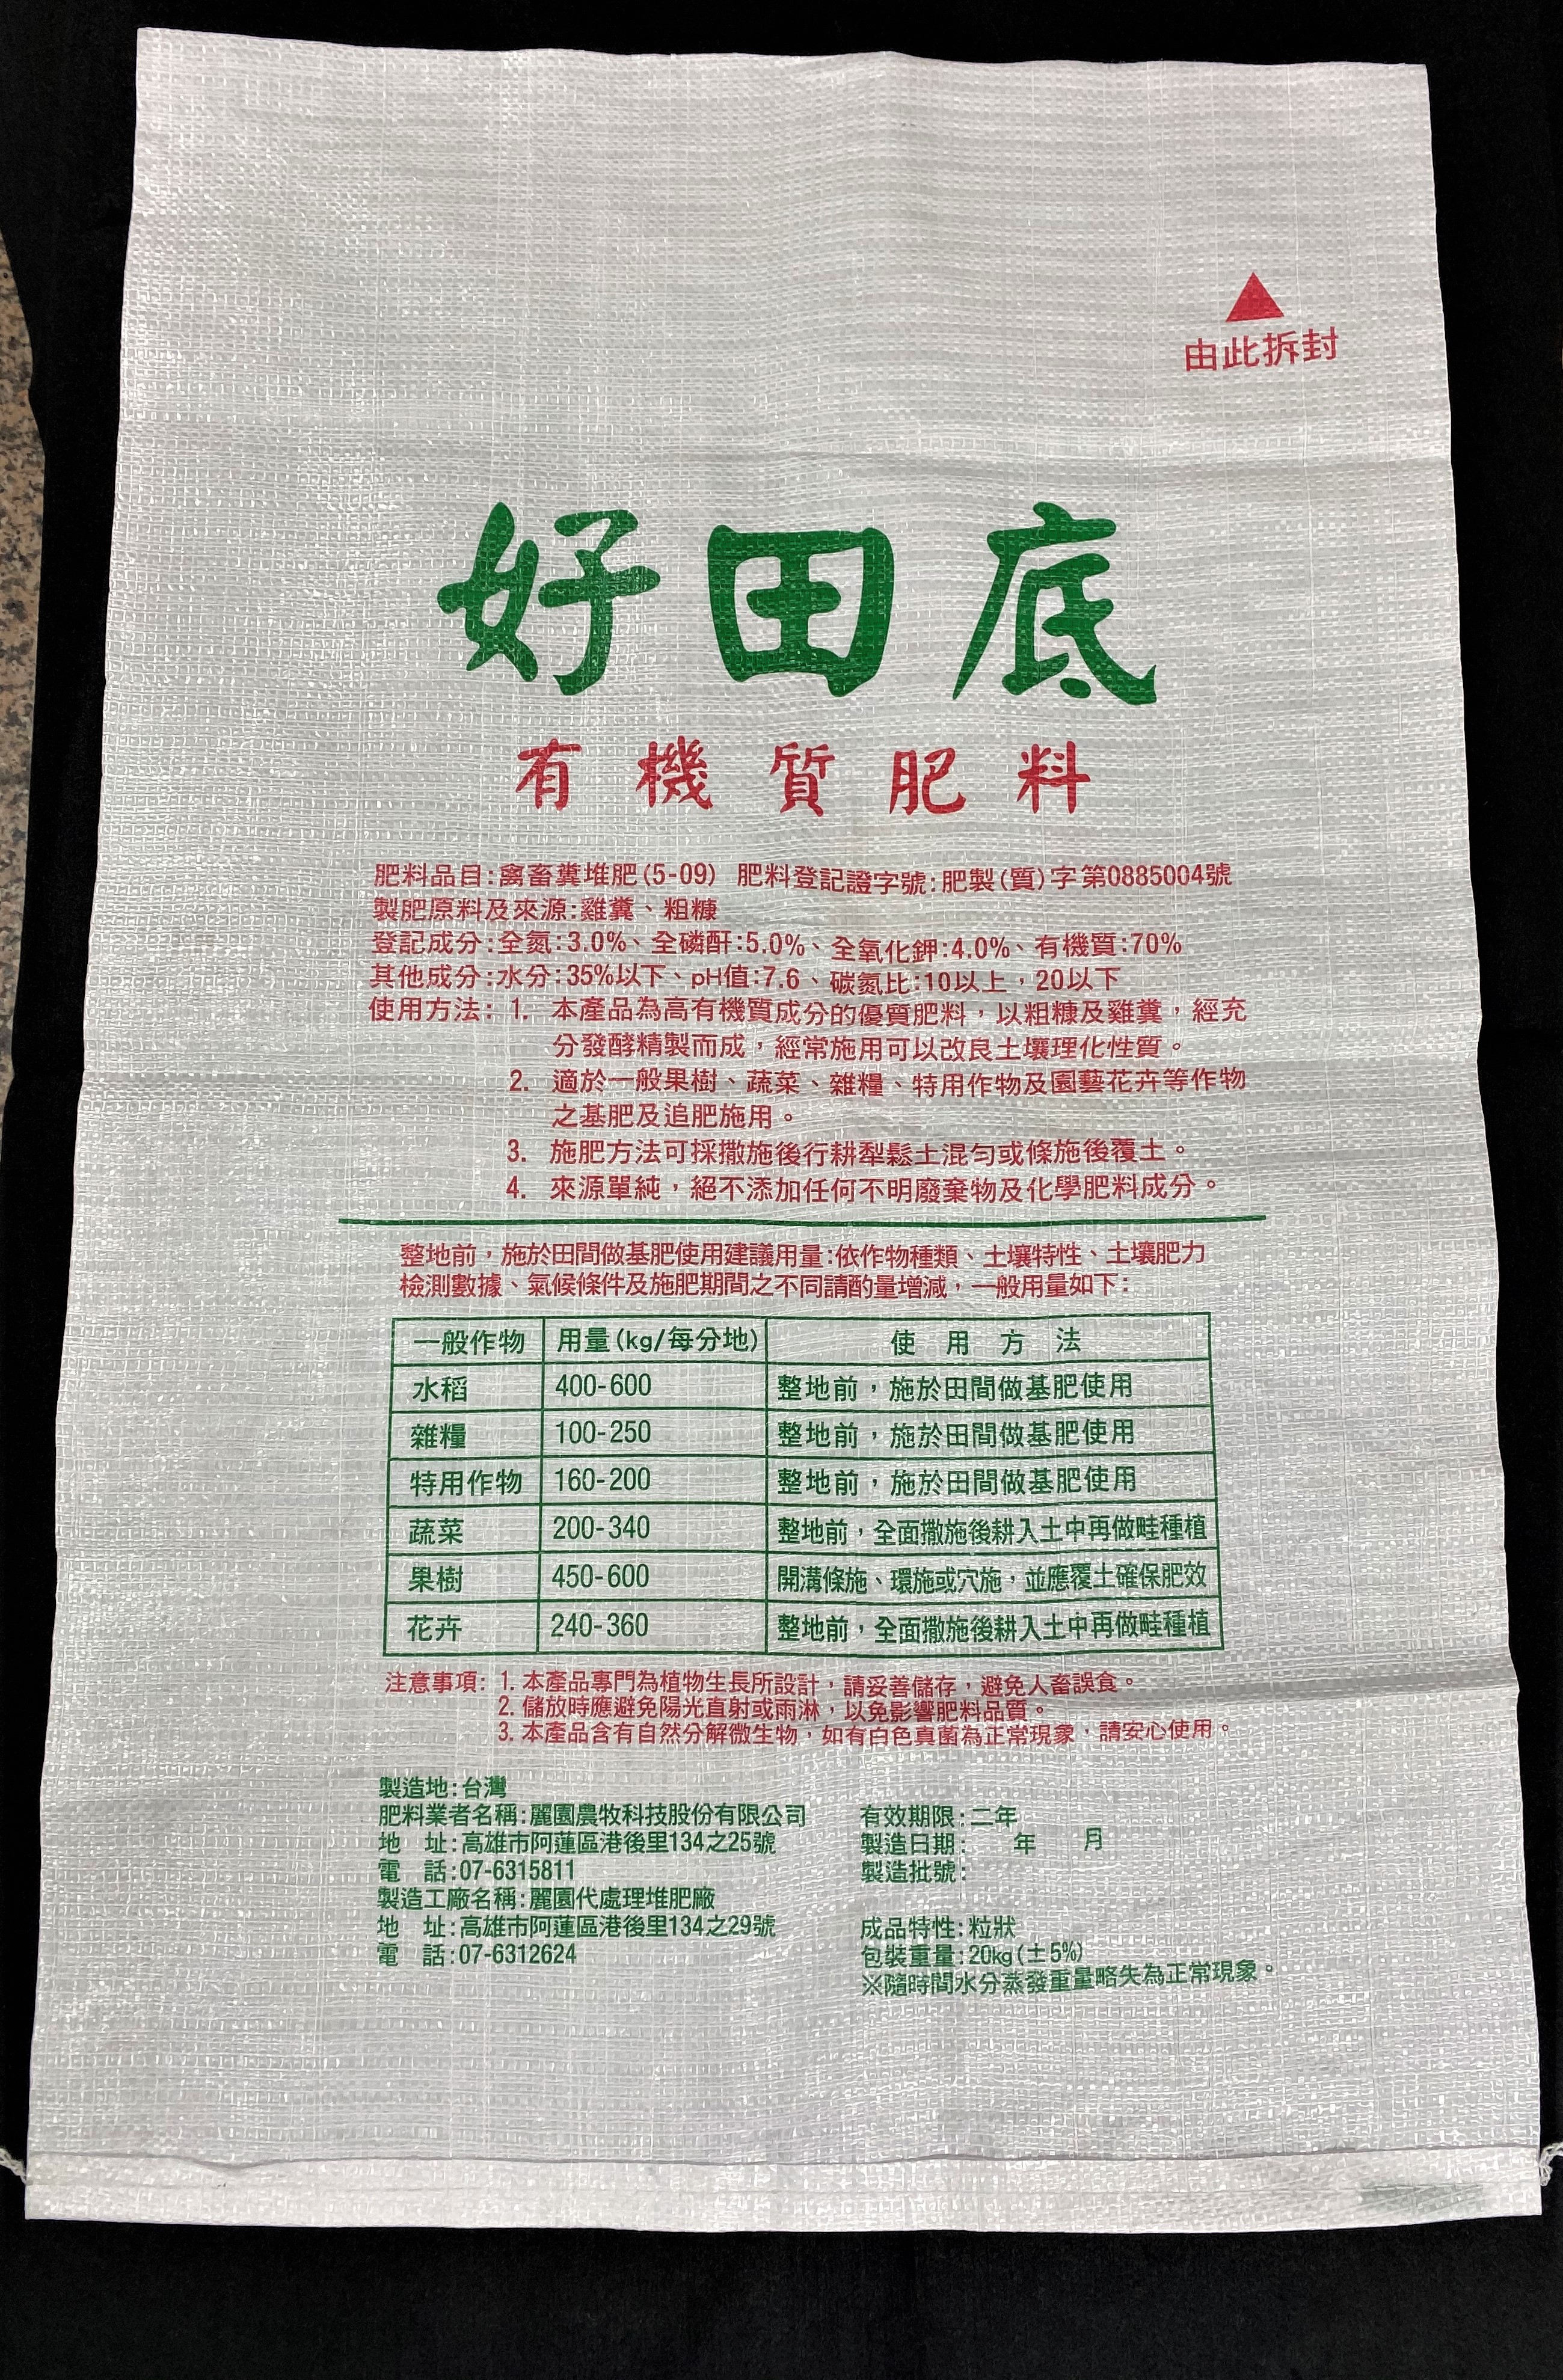 ▲
由此拆封
好田底
有機質肥料
肥料品目:禽畜糞堆肥(5-09) 肥料登記證字號:肥製(質)字第0885004號
製肥原料及來源:雞糞、粗糠
登記成分:全氮:3.0%、全磷酐:5.0%、全氧化鉀:4.0%、有機質:70%
其他成分:水分:35%以下、pH值:7.6、碳氮比:10以上，20以下
使用方法: 1. 本產品為高有機質成分的優質肥料，以粗糠及雞糞，經充
分發酵精製而成，經常施用可以改良土壤理化性質。
2. 適於一般果樹、蔬菜、雜糧、特用作物及園藝花卉等作物
之基肥及追肥施用。
3. 施肥方法可採撒施後行耕犁鬆土混勻或條施後覆土。
4. 來源單純，絕不添加任何不明廢棄物及化學肥料成分。
整地前，施於田間做基肥使用建議用量:依作物種類、土壤特性、土壤肥力
檢測數據、氣候條件及施肥期間之不同請酌量增減，一般用量如下:
一般作物 用量(kg/每分地) 使用方法
水稻 400-600 整地前，施於田間做基肥使用
雜糧 100-250 整地前，施於田間做基肥使用
特用作物 160-200 整地前，施於田間做基肥使用
蔬菜 200-340 整地前，全面撒施後耕入土中再做畦種植
果樹 450-600 開溝條施、環施或穴施，並應覆土確保肥效
花卉 240-360 整地前，全面撒施後耕入土中再做畦種植
注意事項: 1. 本產品專門為植物生長所設計，請妥善儲存，避免人畜誤食。
2. 儲放時應避免陽光直射或雨淋，以免影響肥料品質。
3. 本產品含有自然分解微生物，如有白色真菌為正常現象，請安心使用。
製造地:台灣
肥料業者名稱:麗園農牧科技股份有限公司
地 址:高雄市阿蓮區港後里134之25號
電 話:07-6315811
製造工廠名稱:麗園代處理堆肥廠
地 址:高雄市阿蓮區港後里134之29號
電 話:07-6312624
有效期限:二年
製造日期: 年 月
製造批號:
成品特性:粒狀
包裝重量:20kg(±5%)
※隨時間水分蒸發重量略失為正常現象。